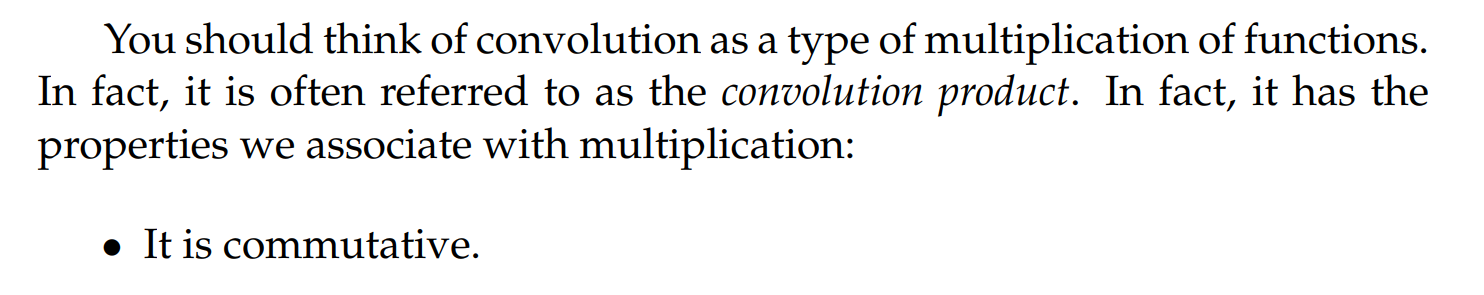 You should think of convolution as a type of multiplication of functions.
In fact, it is often referred to as the convolution product. In fact, it has the
properties we associate with multiplication:
• It is commutative.